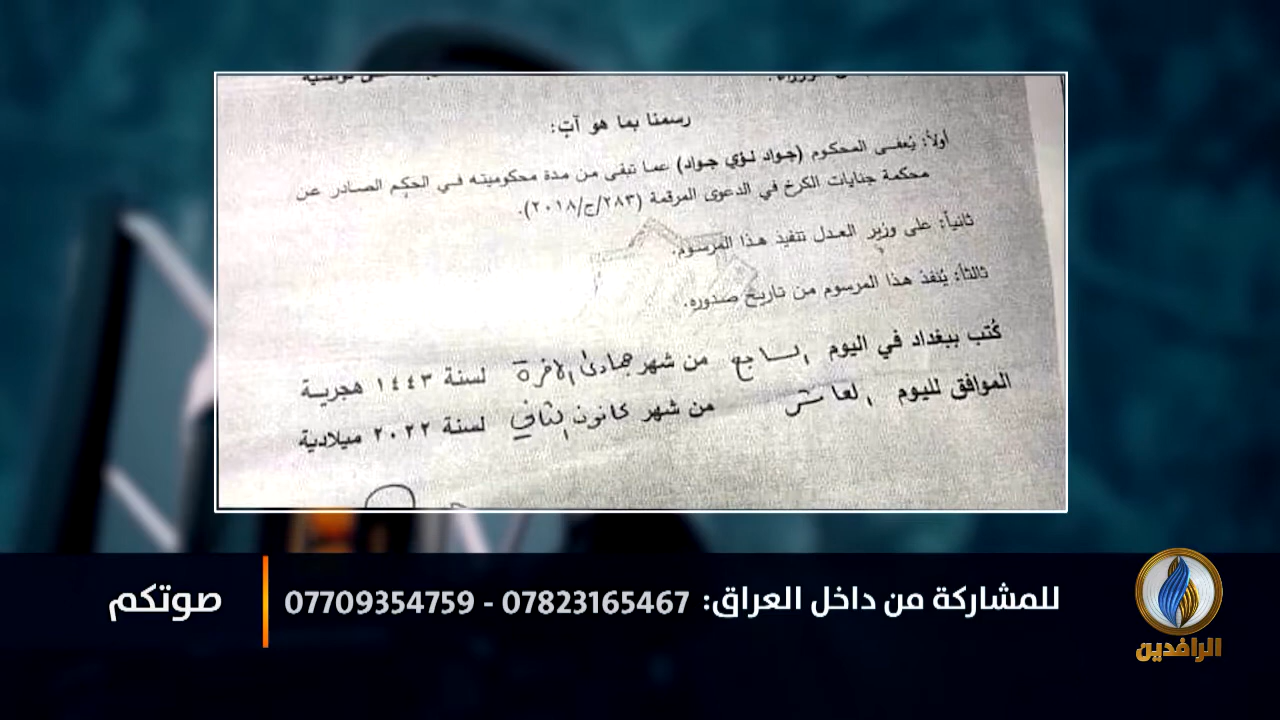 رسمنا بما هو آتٍ:
أولاً: يُعفى المحكوم (جواد لؤي جواد) عما تبقى من مدة محكوميته في الحكم الصادر عن
محكمة جنايات الكرخ في الدعوى المرقمة (٢٨٣/ج/٢٠١٨).
ثانياً: على وزير العدل تنفيذ هذا المرسوم.
ثالثاً: يُنفذ هذا المرسوم من تاريخ صدوره.
كُتب ببغداد في اليوم السابع من شهر جمادى الاخرة لسنة ١٤٤٣ هجرية
الموافق لليوم العاشر من شهر كانون الثاني لسنة ٢٠٢٢ ميلادية
للمشاركة من داخل العراق: 07823165467 - 07709354759
صوتكم
الرافدين